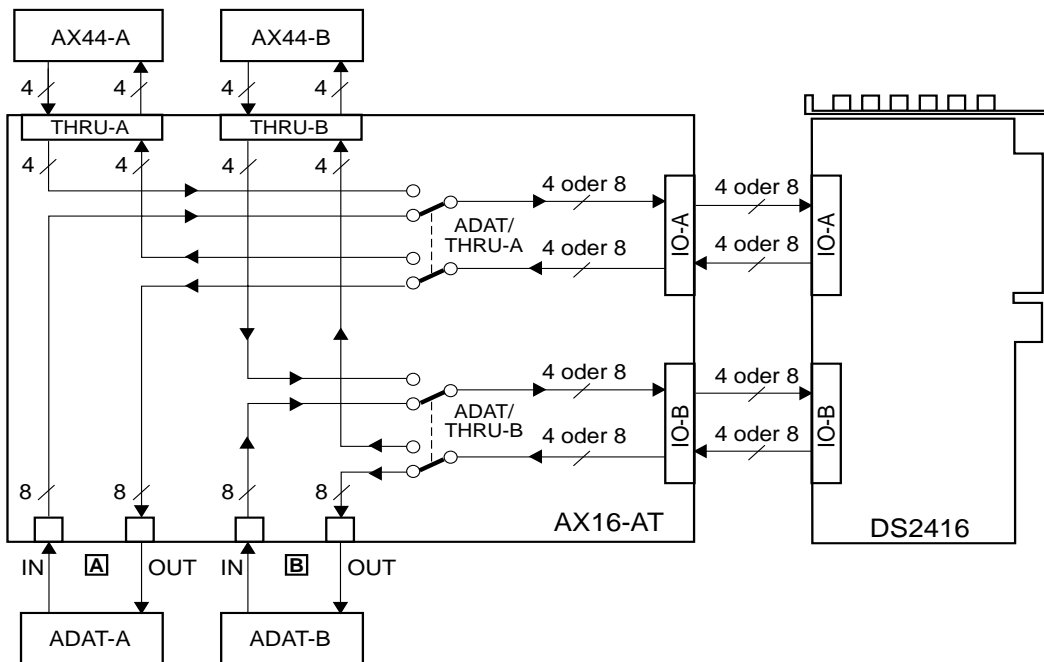 AX44-A
AX44-B
4 4 4 4
THRU-A
THRU-B
4 4 4 4
4 oder 8
4 oder 8
ADAT/
THRU-A
IO-A
IO-A
4 oder 8
4 oder 8
4 oder 8
4 oder 8
ADAT/
THRU-B
IO-B
IO-B
4 oder 8
4 oder 8
8 8 8 8
AX16-AT
DS2416
IN A OUT IN B OUT
ADAT-A
ADAT-B